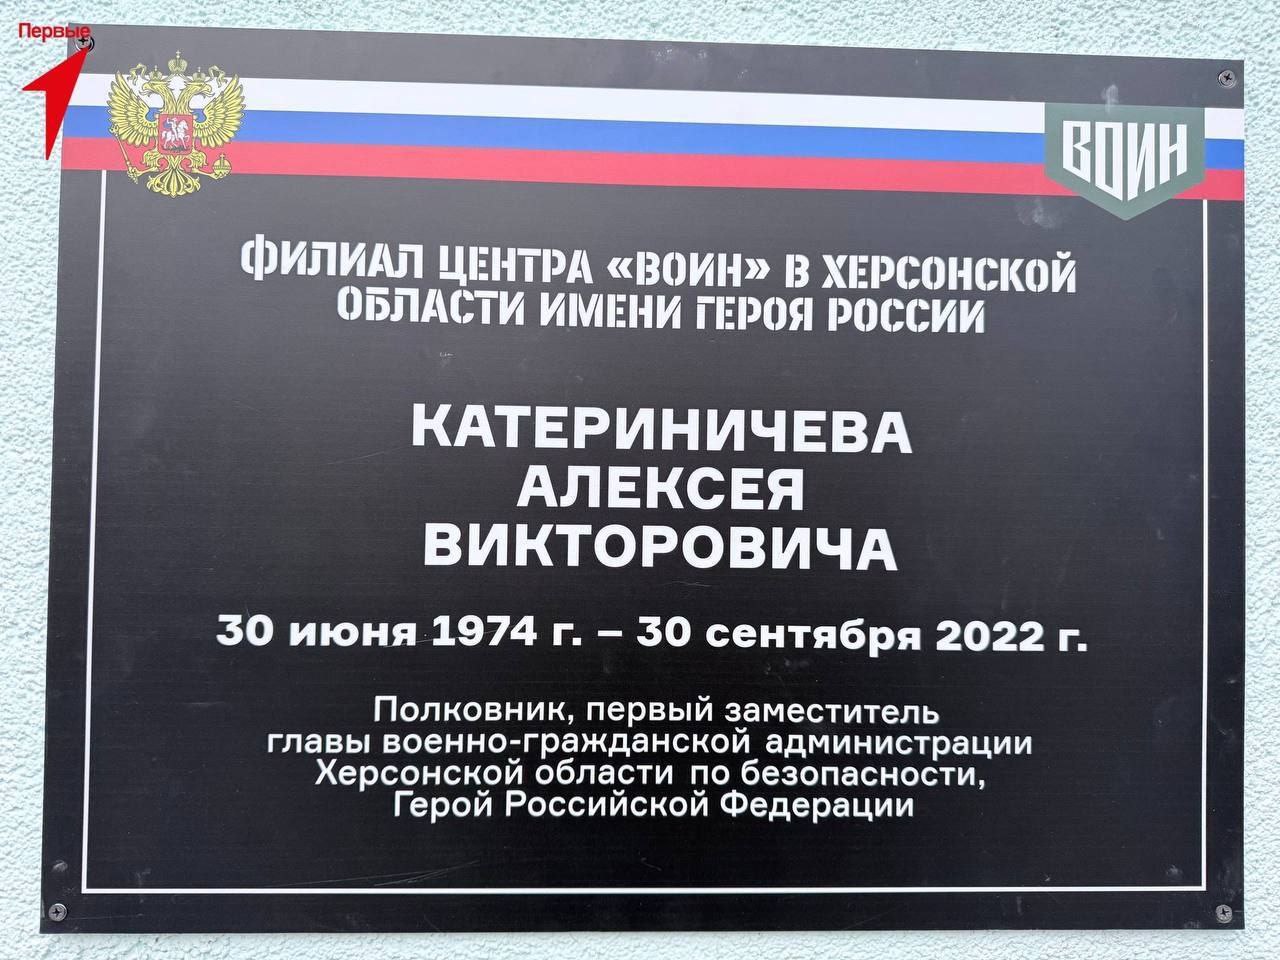 Первые
ВОИН
ФИЛИАЛ ЦЕНТРА «ВОИН» В ХЕРСОНСКОЙ
ОБЛАСТИ ИМЕНИ ГЕРОЯ РОССИИ
КАТЕРИНИЧЕВА
АЛЕКСЕЯ
ВИКТОРОВИЧА
30 июня 1974 г. – 30 сентября 2022 г.
Полковник, первый заместитель
главы военно-гражданской администрации
Херсонской области по безопасности,
Герой Российской Федерации